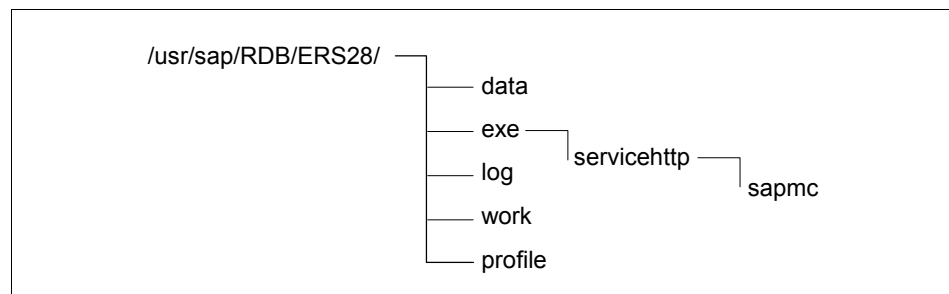 /usr/sap/RDB/ERS28/
data
exe
servicehttp
log
sapmc
work
profile